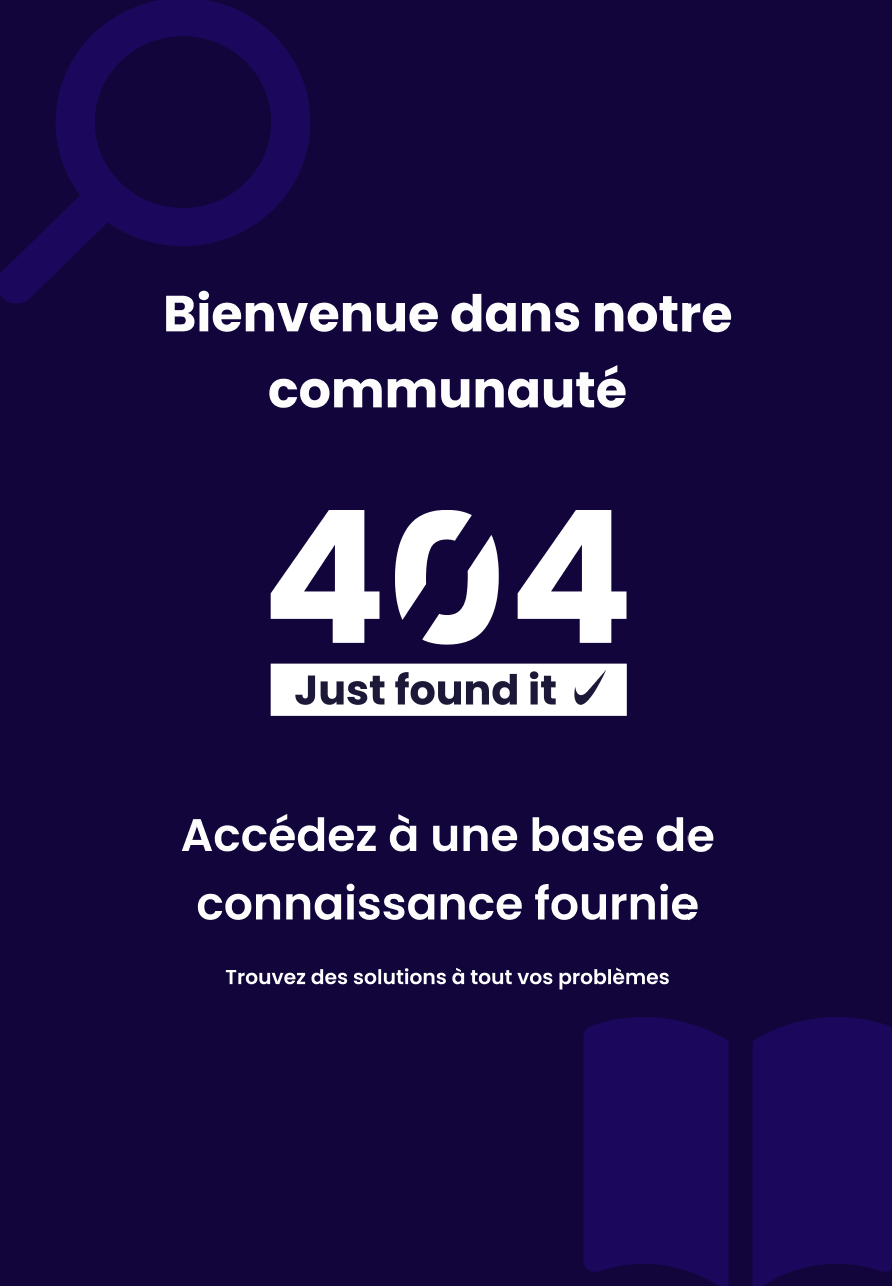 Bienvenue dans notre
communauté
404
Just found it
Accédez à une base de
connaissance fournie
Trouvez des solutions à tout vos problèmes